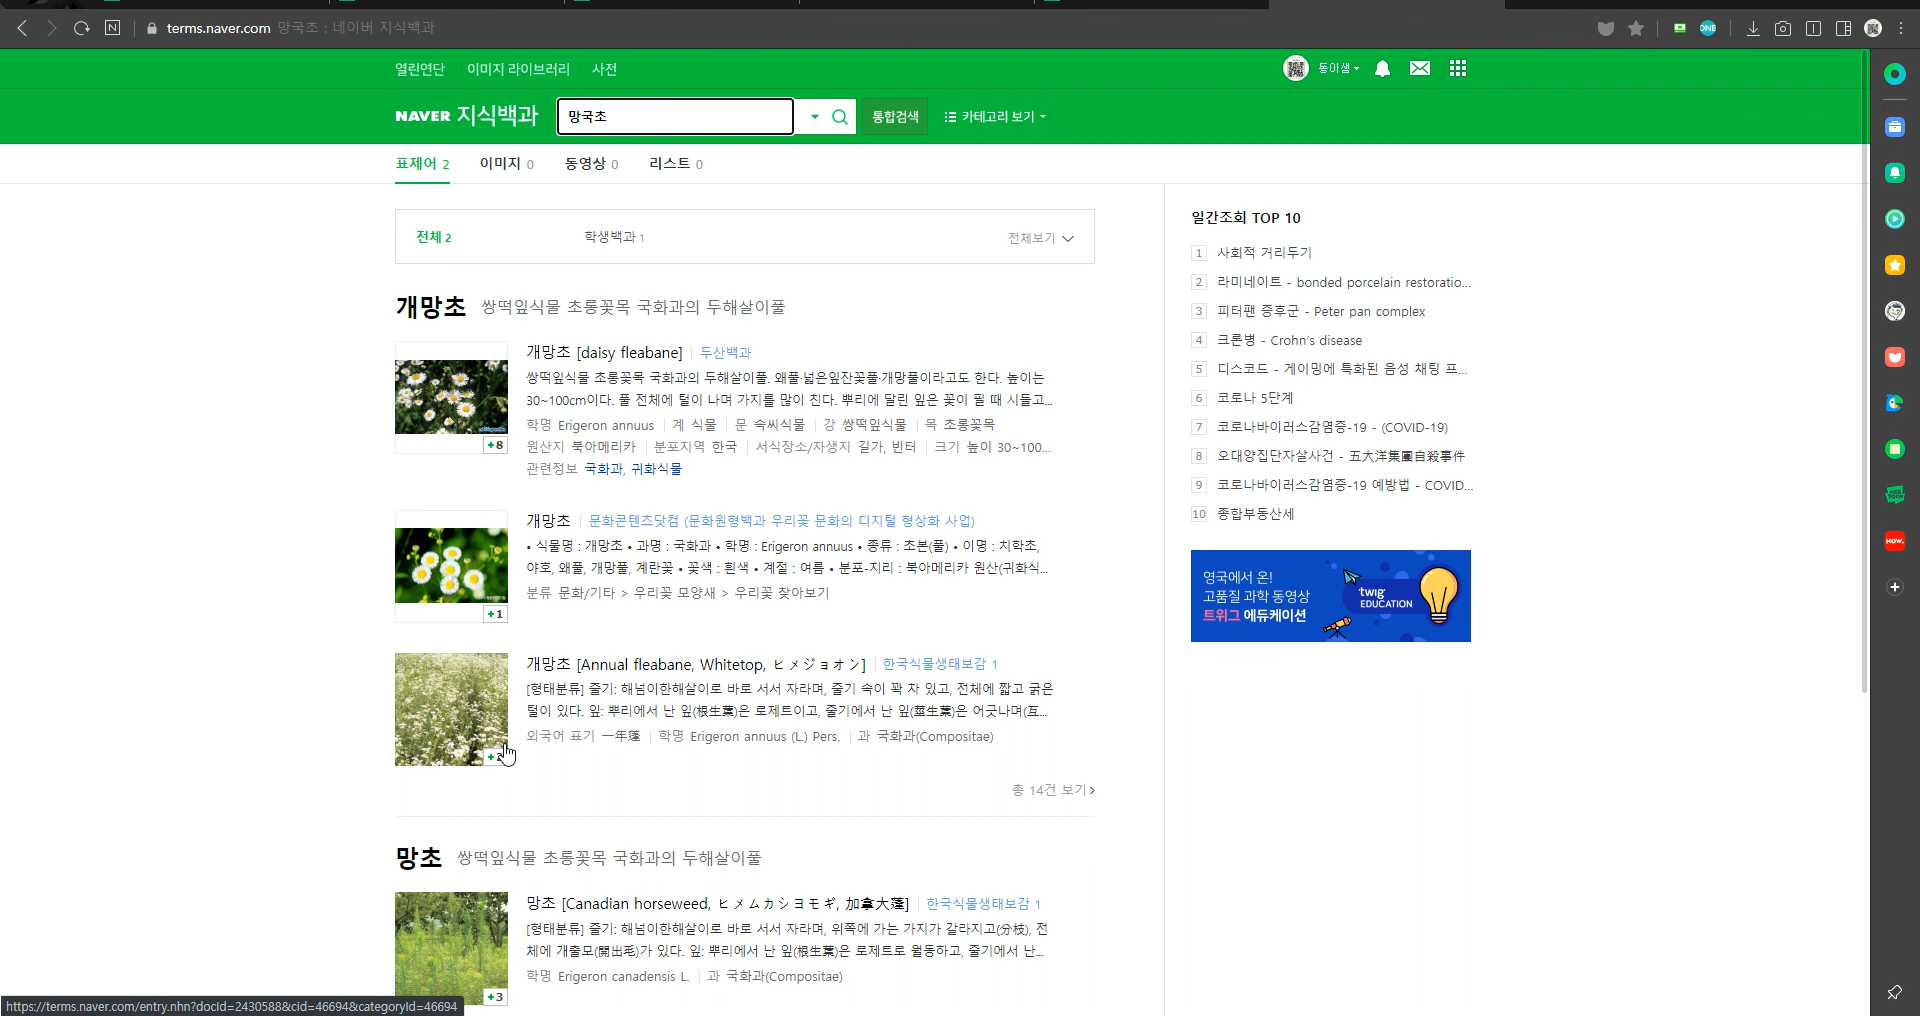 terms.naver.com 망국초 : 네이버 지식백과
열린연단 이미지 라이브러리 사전
동아샘
NAVER 지식백과 망국초 통합검색 카테고리 보기
표제어 2 이미지 0 동영상 0 리스트 0
전체 2 학생백과 1 전체보기
개망초 쌍떡잎식물 초롱꽃목 국화과의 두해살이풀
개망초 [daisy fleabane] 두산백과
쌍떡잎식물 초롱꽃목 국화과의 두해살이풀. 왜풀·넓은잎잔꽃풀·개망풀이라고도 한다. 높이는
30~100cm이다. 풀 전체에 털이 나며 가지를 많이 친다. 뿌리에 달린 잎은 꽃이 필 때 시들고...
학명 Erigeron annuus 계 식물 문 속씨식물 강 쌍떡잎식물 목 초롱꽃목
원산지 북아메리카 분포지역 한국 서식장소/자생지 길가, 빈터 크기 높이 30~100...
관련정보 국화과, 귀화식물
+8
개망초 문화콘텐츠닷컴 (문화원형백과 우리꽃 문화의 디지털 형상화 사업)
• 식물명 : 개망초 • 과명 : 국화과 • 학명 : Erigeron annuus • 종류 : 초본(풀) • 이명 : 치학초,
야호, 왜풀, 개망풀, 계란꽃 • 꽃색 : 흰색 • 계절 : 여름 • 분포-지리 : 북아메리카 원산(귀화식...
분류 문화/기타 > 우리꽃 모양새 > 우리꽃 찾아보기
+1
개망초 [Annual fleabane, Whitetop, ヒメジョオン] 한국식물생태보감 1
[형태분류] 줄기: 해넘이한해살이로 바로 서서 자라며, 줄기 속이 꽉 차 있고, 전체에 짧고 굵은
털이 있다. 잎: 뿌리에서 난 잎(根生葉)은 로제트이고, 줄기에서 난 잎(莖生葉)은 어긋나며(互...
외국어 표기 一年蓬 학명 Erigeron annuus (L.) Pers. 과 국화과(Compositae)
총 14건 보기
망초 쌍떡잎식물 초롱꽃목 국화과의 두해살이풀
망초 [Canadian horseweed, ヒメムカシヨモギ, 加拿大蓬] 한국식물생태보감 1
[형태분류] 줄기: 해넘이한해살이로 바로 서서 자라며, 위쪽에 가는 가지가 갈라지고(分枝), 전
체에 개출모(開出毛)가 있다. 잎: 뿌리에서 난 잎(根生葉)은 로제트로 월동하고, 줄기에서 난...
학명 Erigeron canadensis L. 과 국화과(Compositae)
+3
일간조회 TOP 10
1 사회적 거리두기
2 라미네이트 - bonded porcelain restoratio...
3 피터팬 증후군 - Peter pan complex
4 크론병 - Crohn's disease
5 디스코드 - 게이밍에 특화된 음성 채팅 프...
6 코로나 5단계
7 코로나바이러스감염증-19 - (COVID-19)
8 오대양집단자살사건 - 五大洋集團自殺事件
9 코로나바이러스감염증-19 예방법 - COVID...
10 종합부동산세
영국에서 온!
고품질 과학 동영상
트위그 에듀케이션
twig
EDUCATION
https://terms.naver.com/entry.nhn?docId=2430588&cid=46694&categoryId=46694